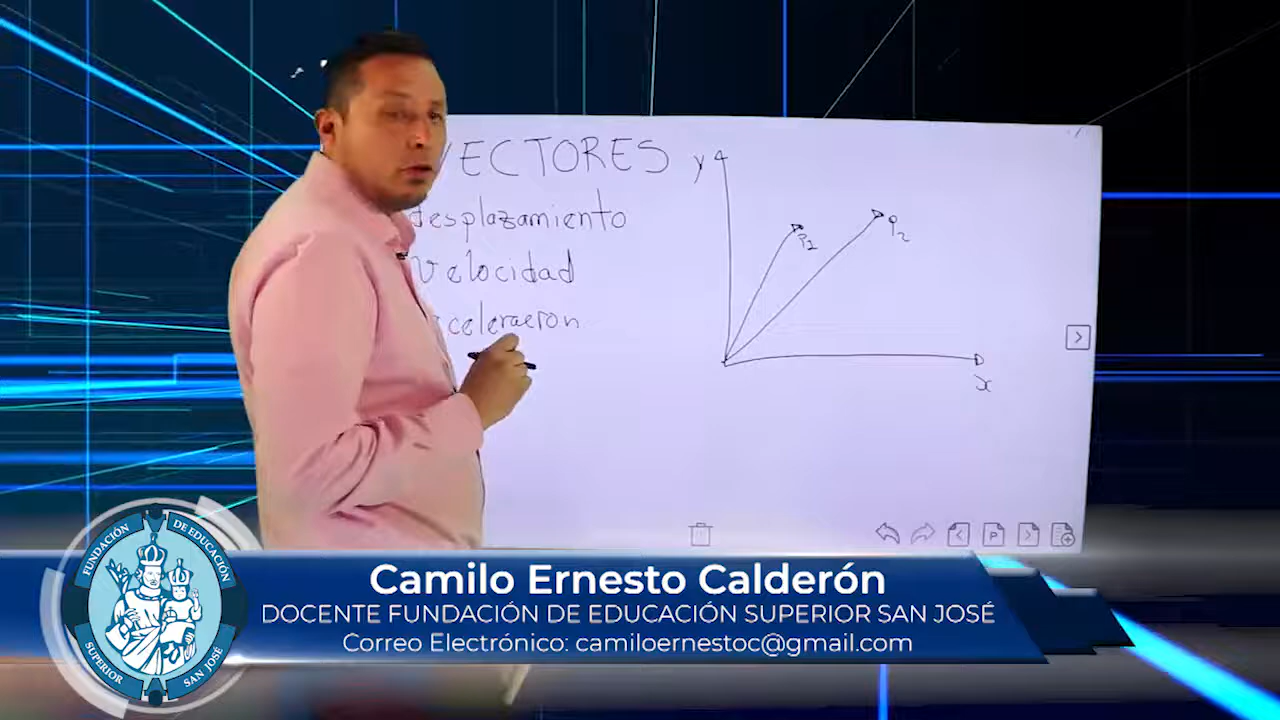 VECTORES
desplazamiento
Velocidad
celeraeron
y
P1
P2
x
P
Camilo Ernesto Calderón
DOCENTE FUNDACIÓN DE EDUCACIÓN SUPERIOR SAN JOSÉ
Correo Electrónico: camiloernestoc@gmail.com
FUNDACIÓN
DE EDUCACIÓN
SUPERIOR
SAN JOSÉ